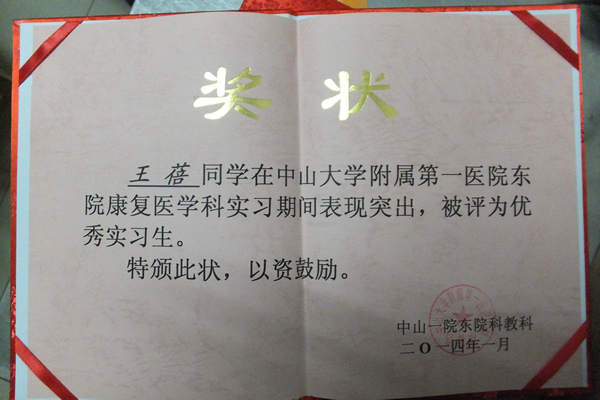 奖状
王蓓同学在中山大学附属第一医院东
院康复医学科实习期间表现突出，被评为优
秀实习生。
特颁此状，以资鼓励。
中山一院东院科教科
二O一四年一月